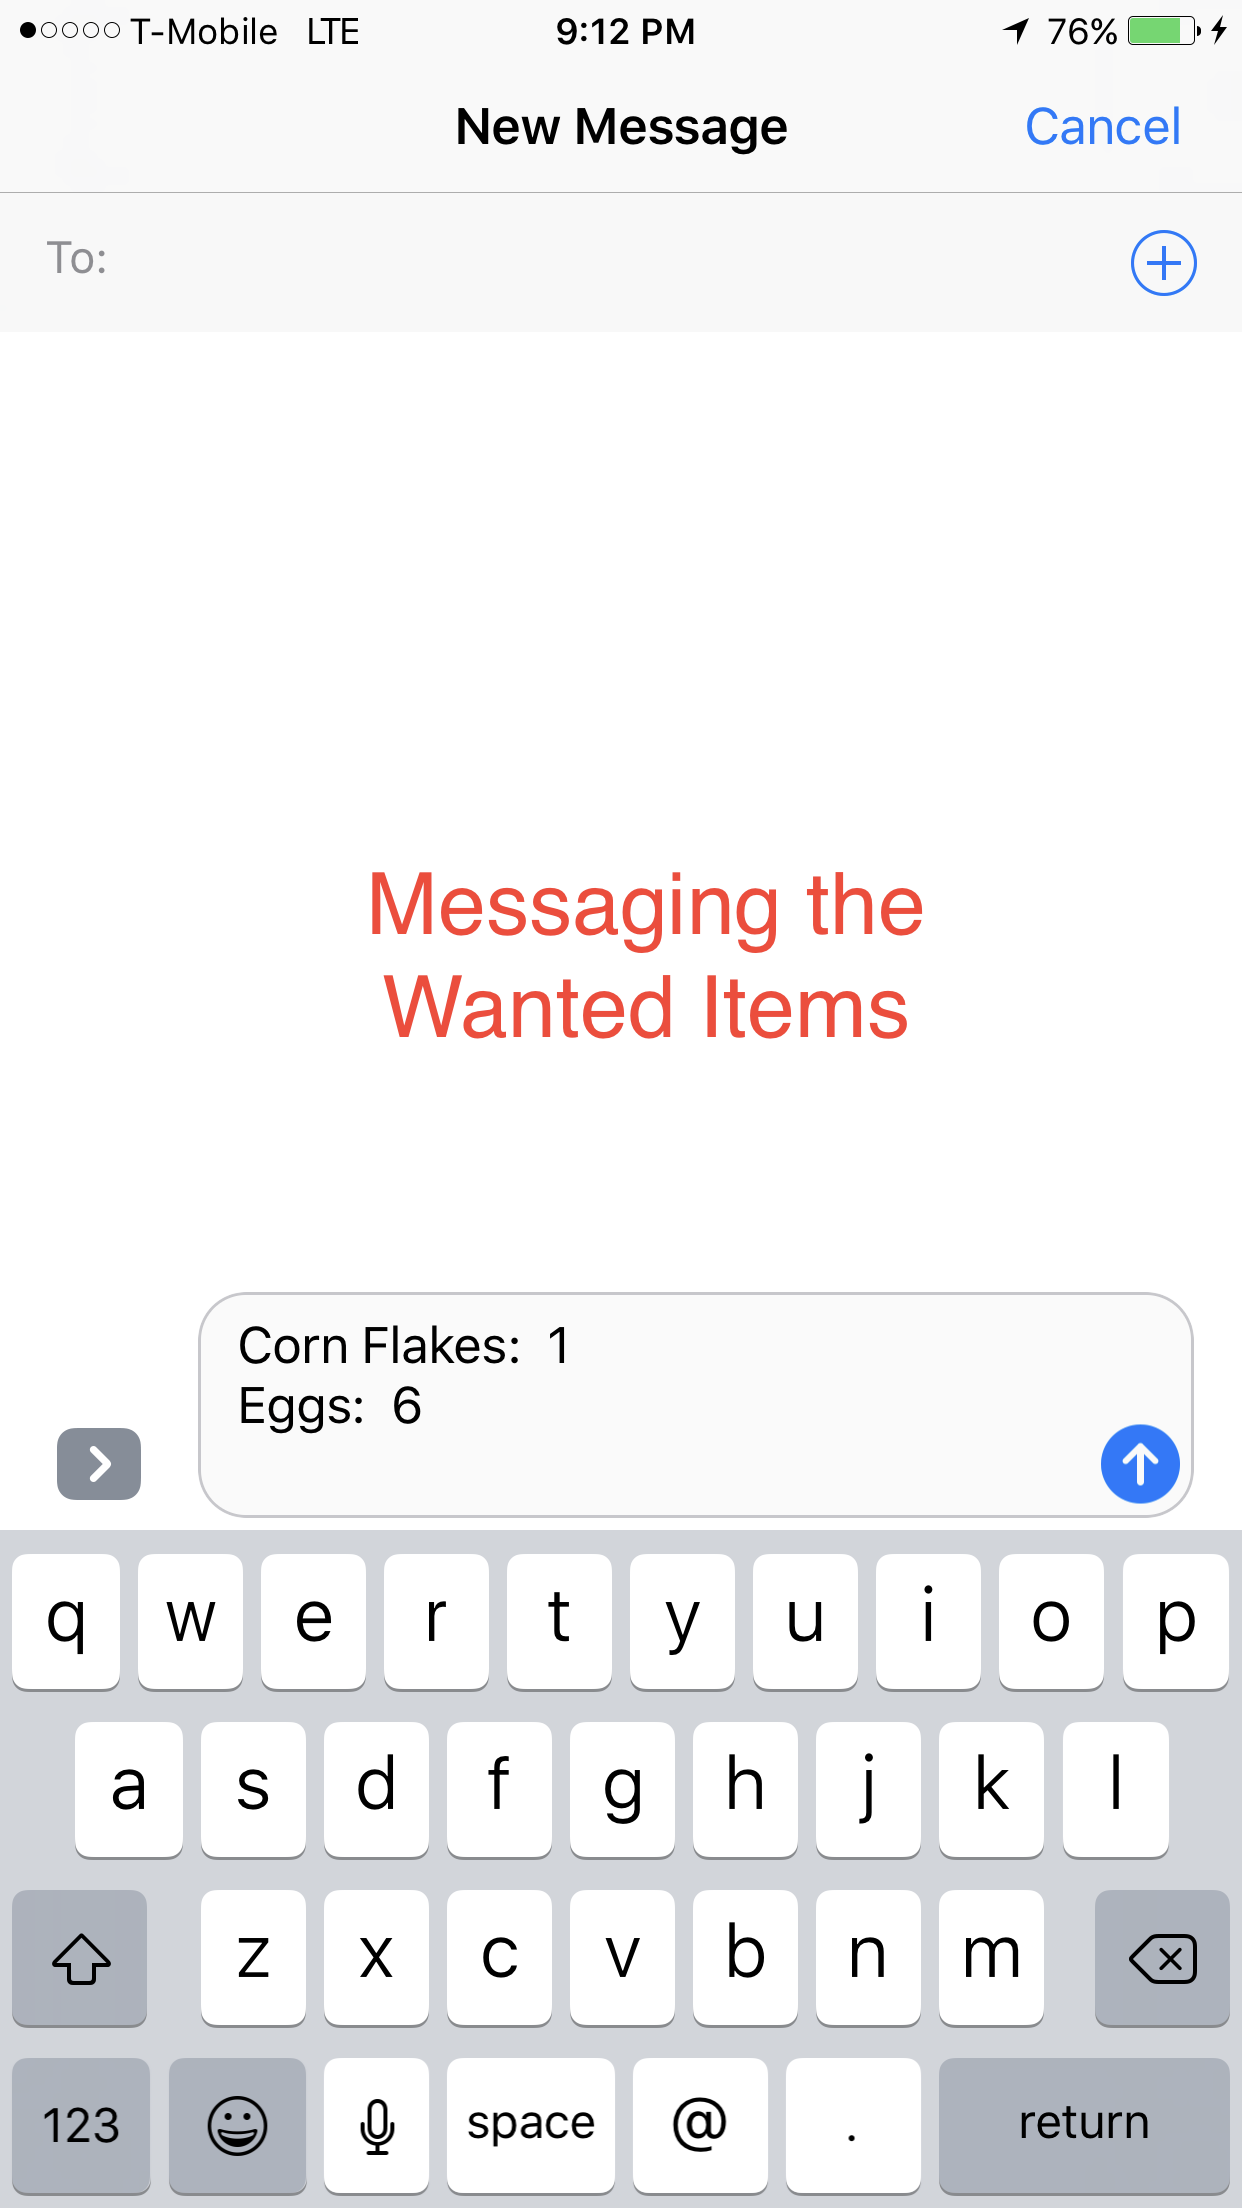 T-Mobile LTE 9:12 PM 76%
New Message Cancel
To:
Messaging the
Wanted Items
Corn Flakes:  1
Eggs:  6
q w e r t y u i o p
a s d f g h j k l
z x c v b n m
123 space @ . return